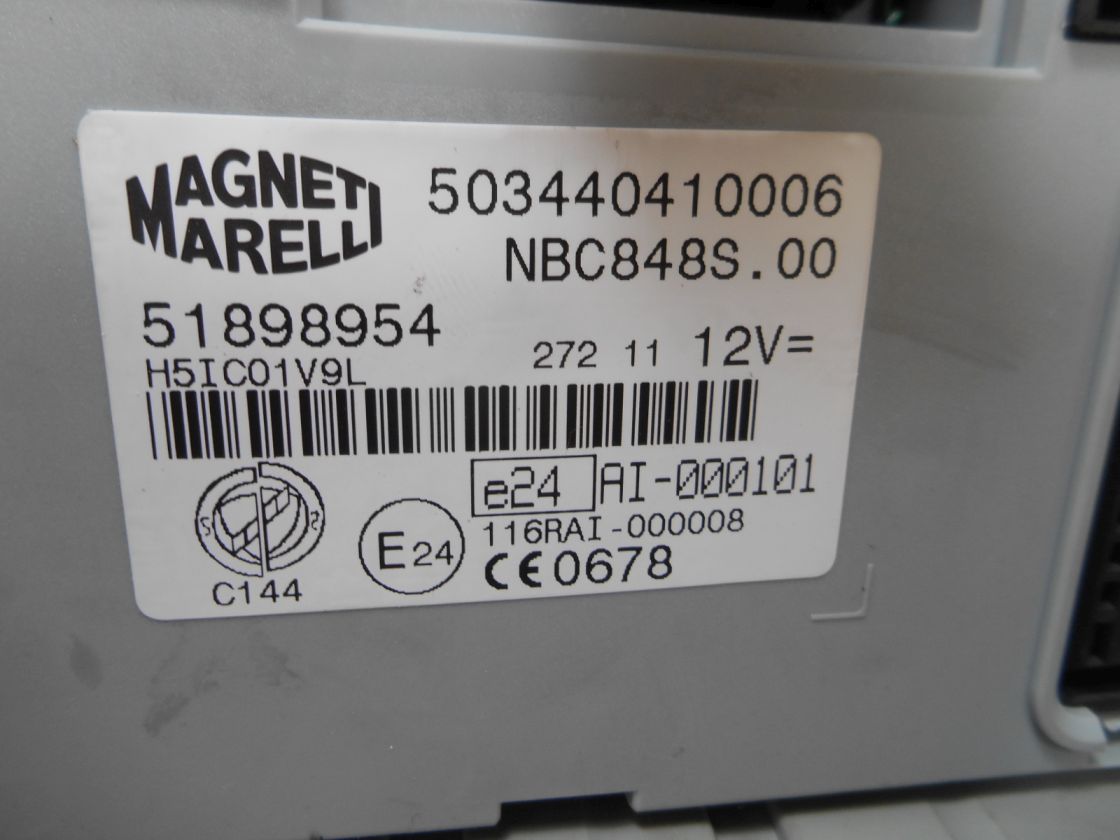 MAGNETI
MARELLI
503440410006
NBC848S.00
51898954
H5IC01V9L
272 11 12V=
e24 AI-000101
116RAI-000008
E24
CE0678
C144